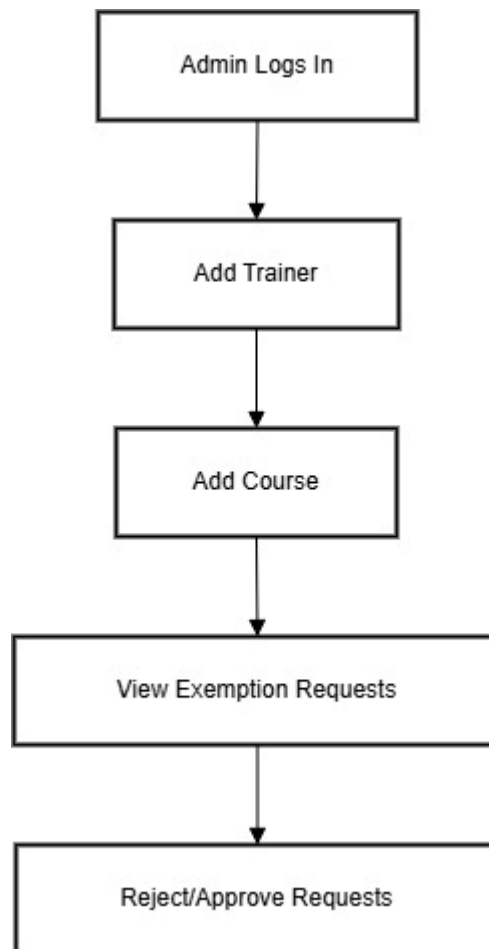 Admin Logs In
Add Trainer
Add Course
View Exemption Requests
Reject/Approve Requests